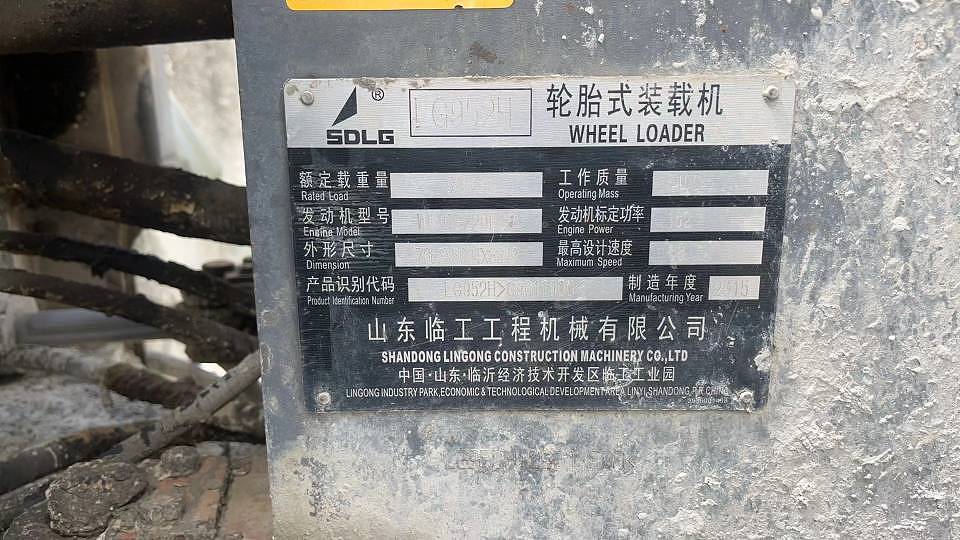 SDLG ®
LG952H
轮胎式装载机
WHEEL LOADER
额定载重量
Rated Load
工作质量
Operating Mass
发动机型号
Engine Model
发动机标定功率
Engine Power
外形尺寸
Dimension
最高设计速度
Maximum Speed
产品识别代码
Product Identification Number
制造年度
Manufacturing Year
2015
山东临工工程机械有限公司
SHANDONG LINGONG CONSTRUCTION MACHINERY CO.,LTD
中国·山东·临沂经济技术开发区临工工业园
LINGONG INDUSTRY PARK,ECONOMIC & TECHNOLOGICAL DEVELOPMENT AREA LINYI,SHANDONG,P.R.CHINA